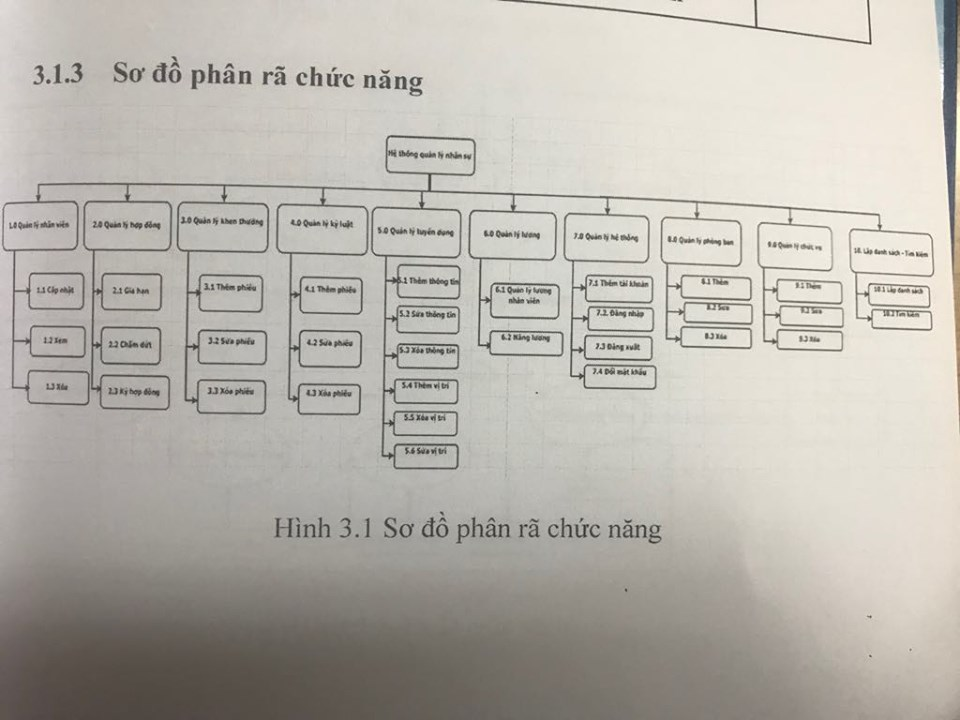 3.1.3 Sơ đồ phân rã chức năng
Hệ thống quản lý nhân sự
1.0 Quản lý nhân viên
2.0 Quản lý hợp đồng
3.0 Quản lý khen thưởng
4.0 Quản lý kỷ luật
5.0 Quản lý tuyển dụng
6.0 Quản lý lương
7.0 Quản lý hệ thống
8.0 Quản lý phòng ban
9.0 Quản lý chức vụ
10. Lập danh sách - Tìm kiếm
1.1 Cập nhật
1.2 Xem
1.3 Xóa
2.1 Gia hạn
2.2 Chấm dứt
2.3 Ký hợp đồng
3.1 Thêm phiếu
3.2 Sửa phiếu
3.3 Xóa phiếu
4.1 Thêm phiếu
4.2 Sửa phiếu
4.3 Xóa phiếu
5.1 Thêm thông tin
5.2 Sửa thông tin
5.3 Xóa thông tin
5.4 Thêm vị trí
5.5 Xóa vị trí
5.6 Sửa vị trí
6.1 Quản lý lương
nhân viên
6.2 Nâng lương
7.1 Thêm tài khoản
7.2. Đăng nhập
7.3 Đăng xuất
7.4 Đổi mật khẩu
8.1 Thêm
8.2 Sửa
8.3 Xóa
9.1 Thêm
9.2 Sửa
9.3 Xóa
10.1 Lập danh sách
10.2 Tìm kiếm
Hình 3.1 Sơ đồ phân rã chức năng